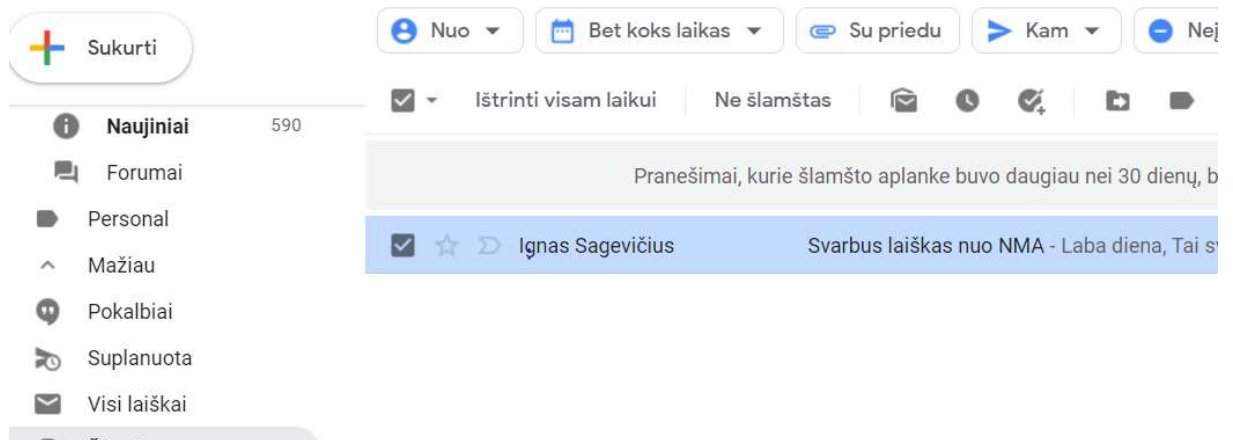 Sukurti
Naujiniai 590
Forumai
Personal
Mažiau
Pokalbiai
Suplanuota
Visi laiškai
Nuo
Bet koks laikas
Su priedu
Kam
Ištrinti visam laikui
Ne šlamštas
Pranešimai, kurie šlamšto aplanke buvo daugiau nei 30 dienų, b
Ignas Sagevičius
Svarbus laiškas nuo NMA - Laba diena, Tai s